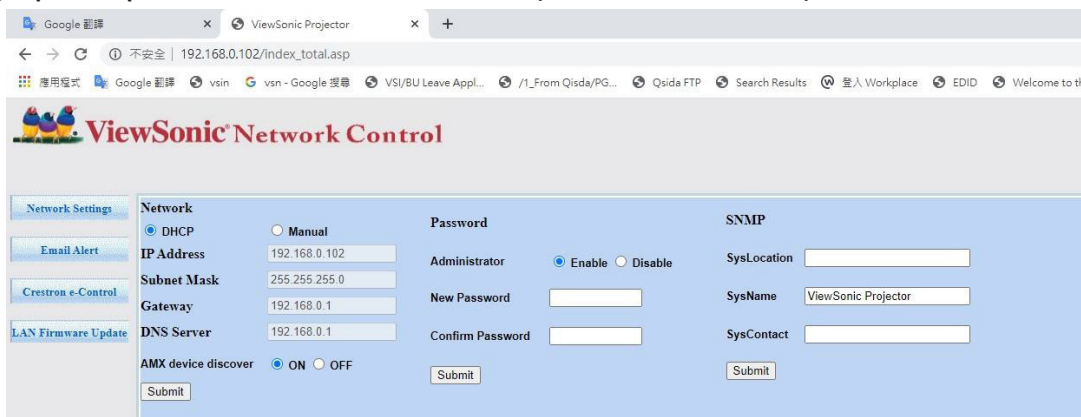 Google 翻譯
ViewSonic Projector
不安全 | 192.168.0.102/index_total.asp
應用程式 Google 翻譯 vsin vsn - Google 搜尋 VSI/BU Leave Appl... /1_From Qisda/PG... Qsida FTP Search Results 登入 Workplace EDID Welcome to th
ViewSonic® Network Control
Network Settings
Email Alert
Crestron e-Control
LAN Firmware Update
Network
DHCP Manual
IP Address 192.168.0.102
Subnet Mask 255.255.255.0
Gateway 192.168.0.1
DNS Server 192.168.0.1
AMX device discover ON OFF
Submit
Password
Administrator Enable Disable
New Password
Confirm Password
Submit
SNMP
SysLocation
SysName ViewSonic Projector
SysContact
Submit